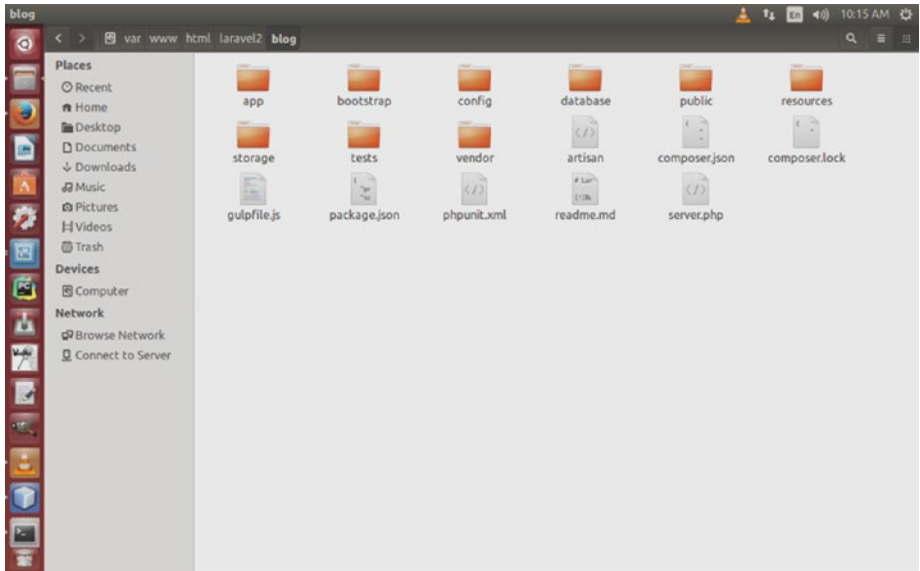 blog
En
10:15 AM
var www html laravel2 blog
Places
Recent
Home
Desktop
Documents
Downloads
Music
Pictures
Videos
Trash
Devices
Computer
Network
Browse Network
Connect to Server
app bootstrap config database public resources
storage tests vendor artisan composer.json composer.lock
gulpfile.js package.json phpunit.xml readme.md server.php